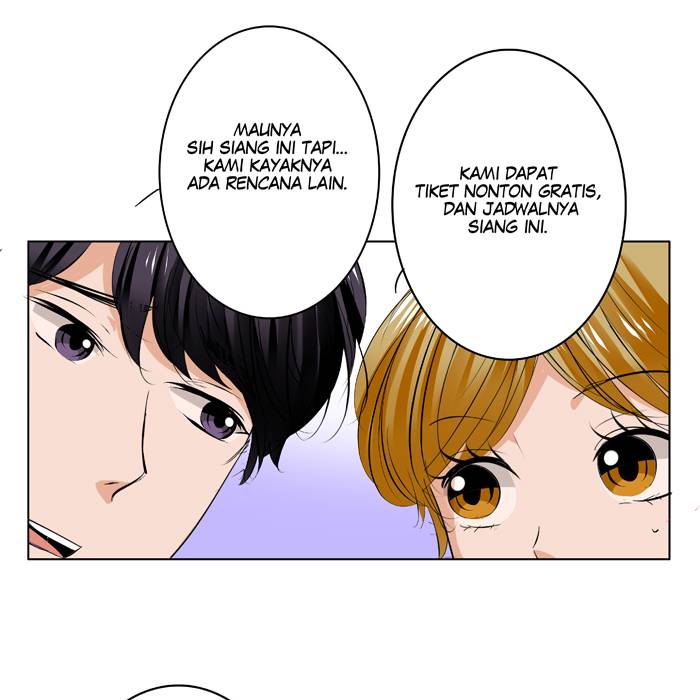 MAUNYA
SIH SIANG INI TAPI...
KAMI KAYAKNYA
ADA RENCANA LAIN.
KAMI DAPAT
TIKET NONTON GRATIS,
DAN JADWALNYA
SIANG INI.